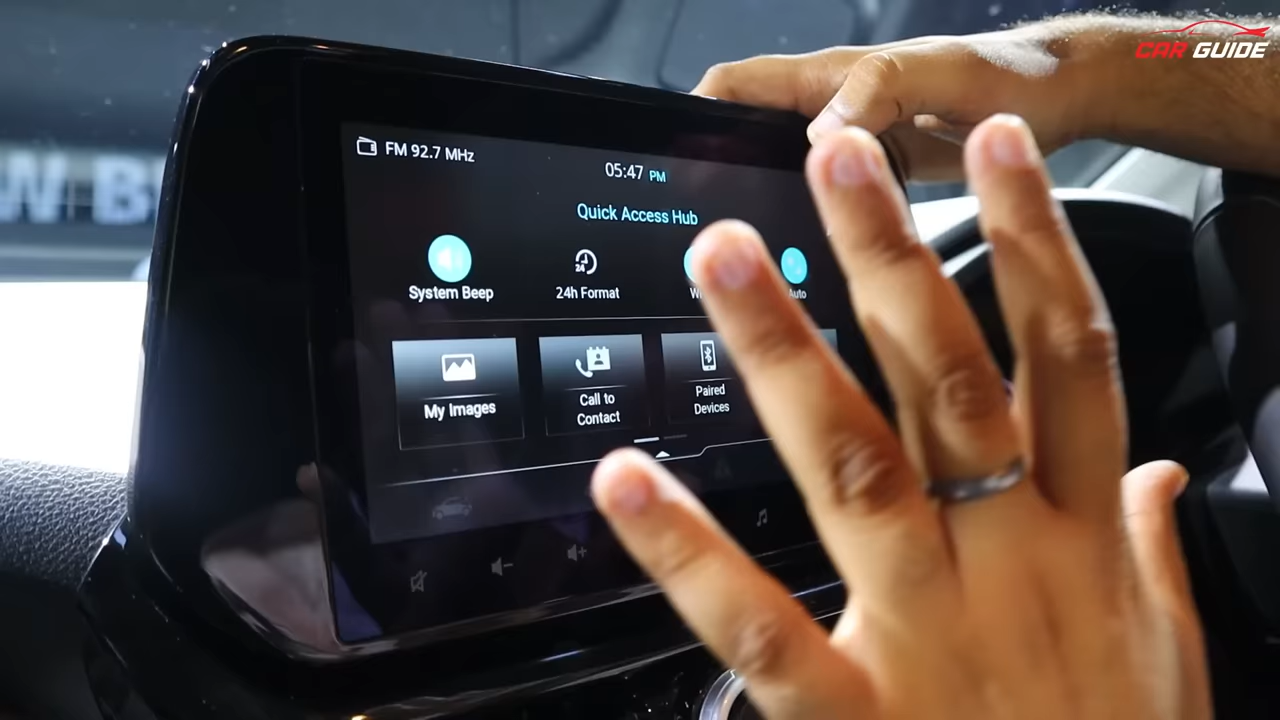 CAR GUIDE
FM 92.7 MHz
05:47 PM
Quick Access Hub
System Beep
24
24h Format
Auto
My Images
Call to
Contact
Paired
Devices